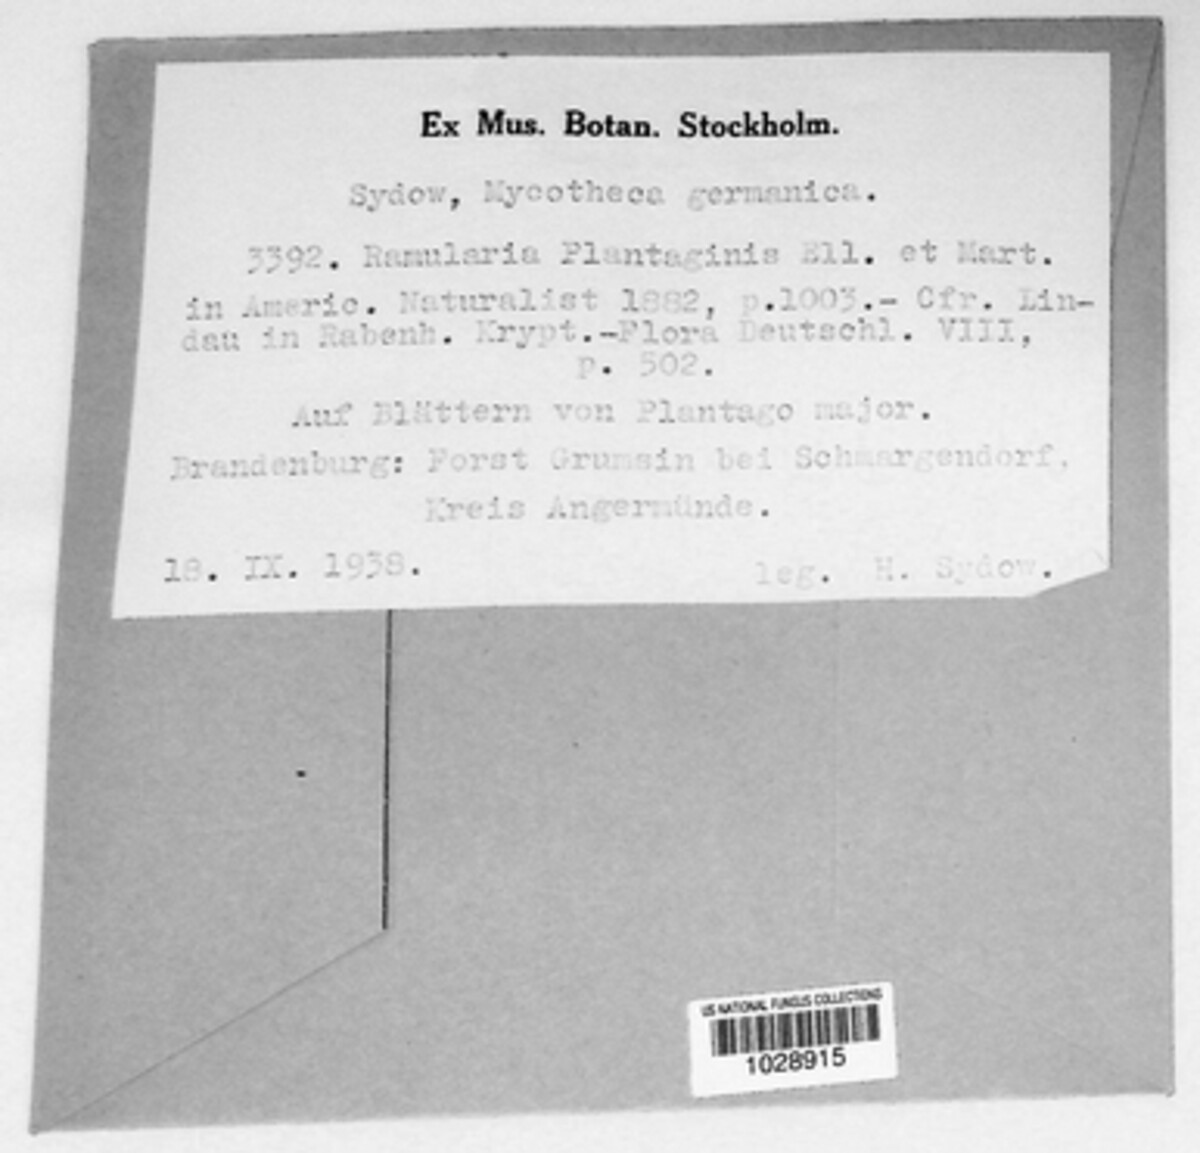 Ex Mus. Botan. Stockholm.
Sydow, Mycotheca germanica.
3392. Ramularia Plantaginis Ell. et Mart.
in Americ. Naturalist 1882, p.1003.- Cfr. Lin-
dau in Rabenh. Krypt.-Flora Deutschl. VIII,
p. 502.
Auf Blättern von Plantago major.
Brandenburg: Forst Grumsin bei Schmargendorf,
Kreis Angermünde.
18. IX. 1938.
leg. H. Sydow.
US NATIONAL FUNGUS COLLECTIONS
1028915